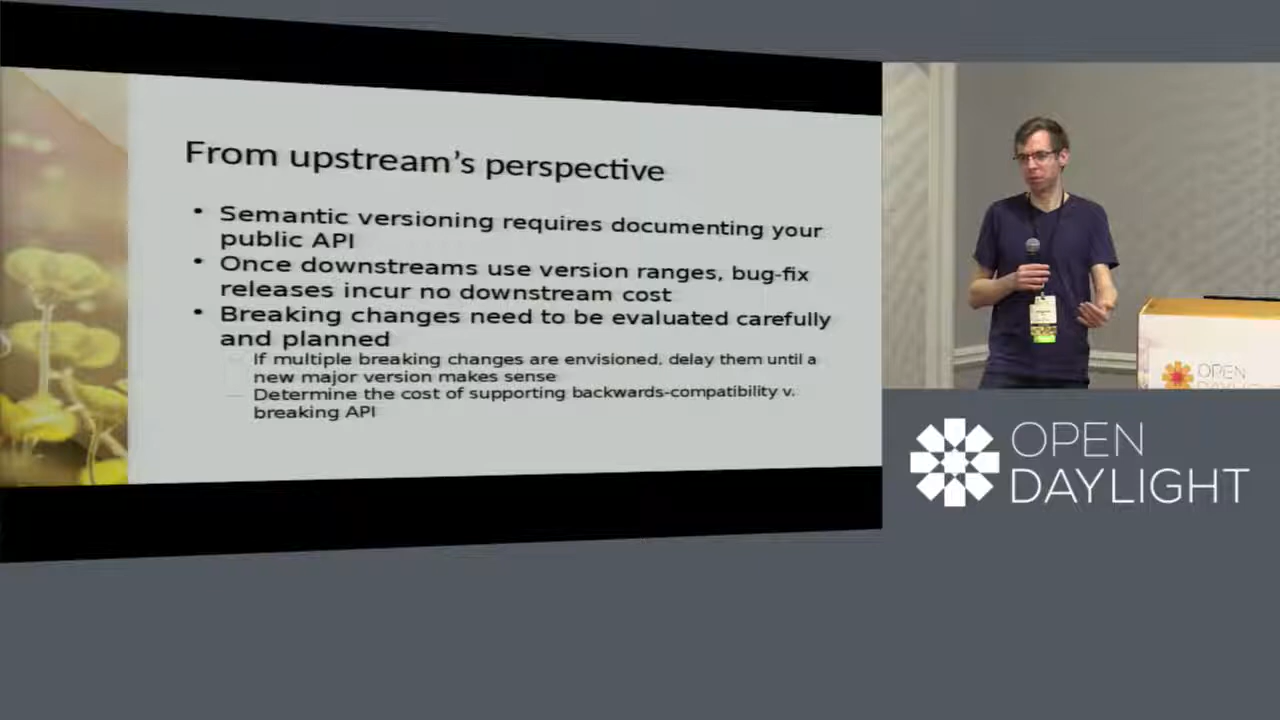 From upstream’s perspective
• Semantic versioning requires documenting your
public API
• Once downstreams use version ranges, bug-fix
releases incur no downstream cost
• Breaking changes need to be evaluated carefully
and planned
— If multiple breaking changes are envisioned, delay them until a
new major version makes sense
— Determine the cost of supporting backwards-compatibility v.
breaking API
OPEN
DAYLIGHT
OPEN
DAYLIGHT